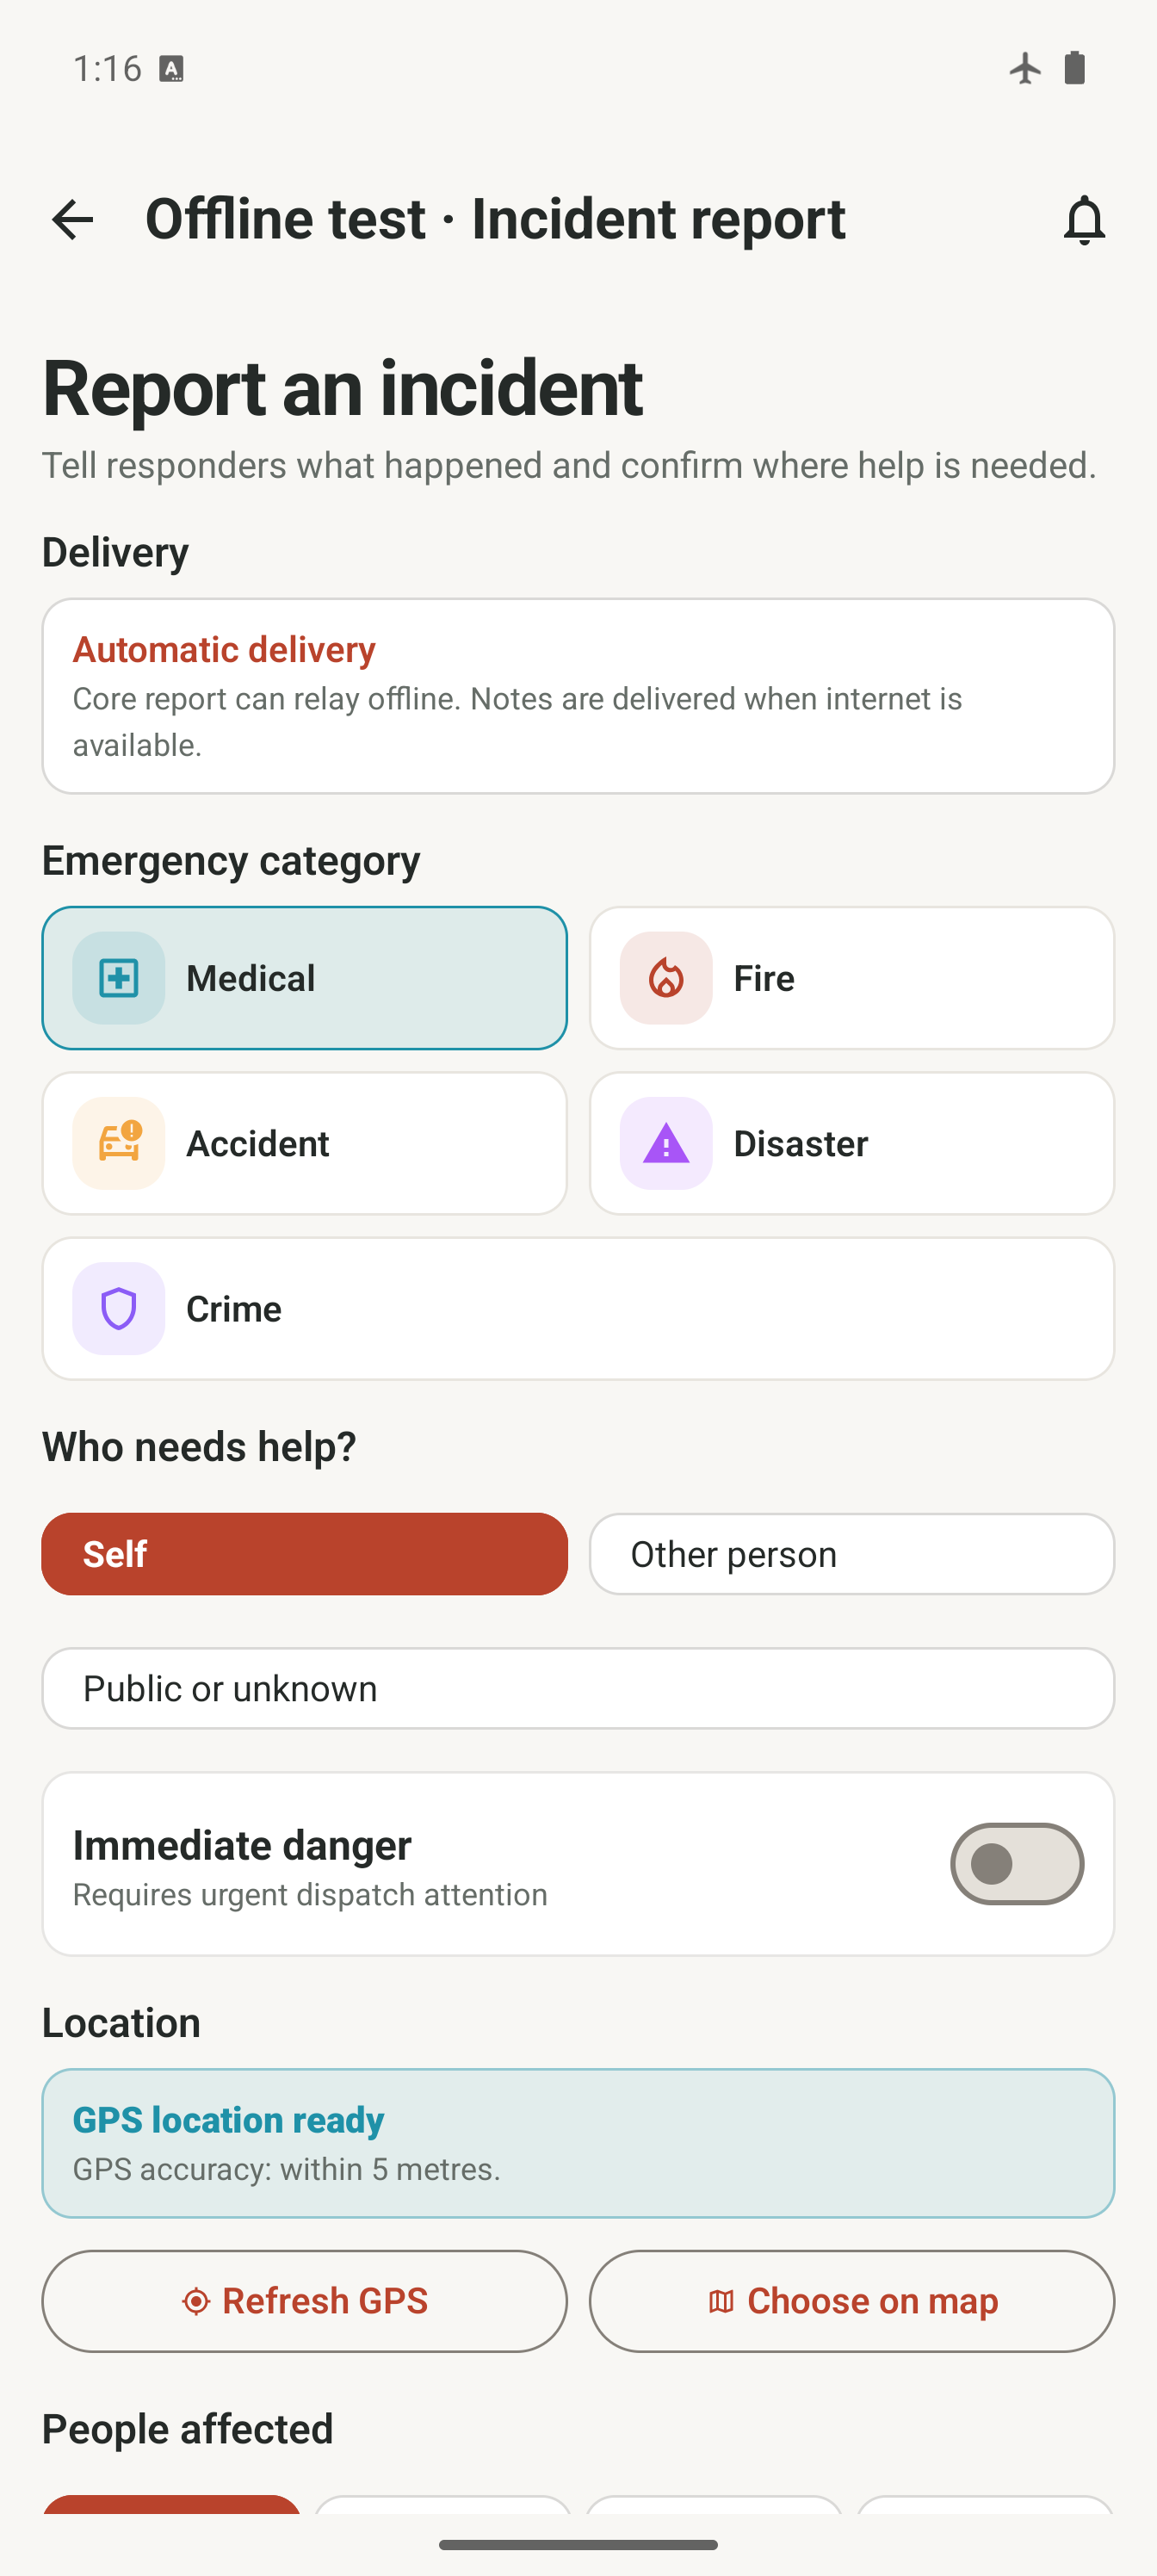 1:16
Offline test · Incident report
Report an incident
Tell responders what happened and confirm where help is needed.
Delivery
Automatic delivery
Core report can relay offline. Notes are delivered when internet is
available.
Emergency category
Medical
Fire
Accident
Disaster
Crime
Who needs help?
Self
Other person
Public or unknown
Immediate danger
Requires urgent dispatch attention
Location
GPS location ready
GPS accuracy: within 5 metres.
Refresh GPS
Choose on map
People affected